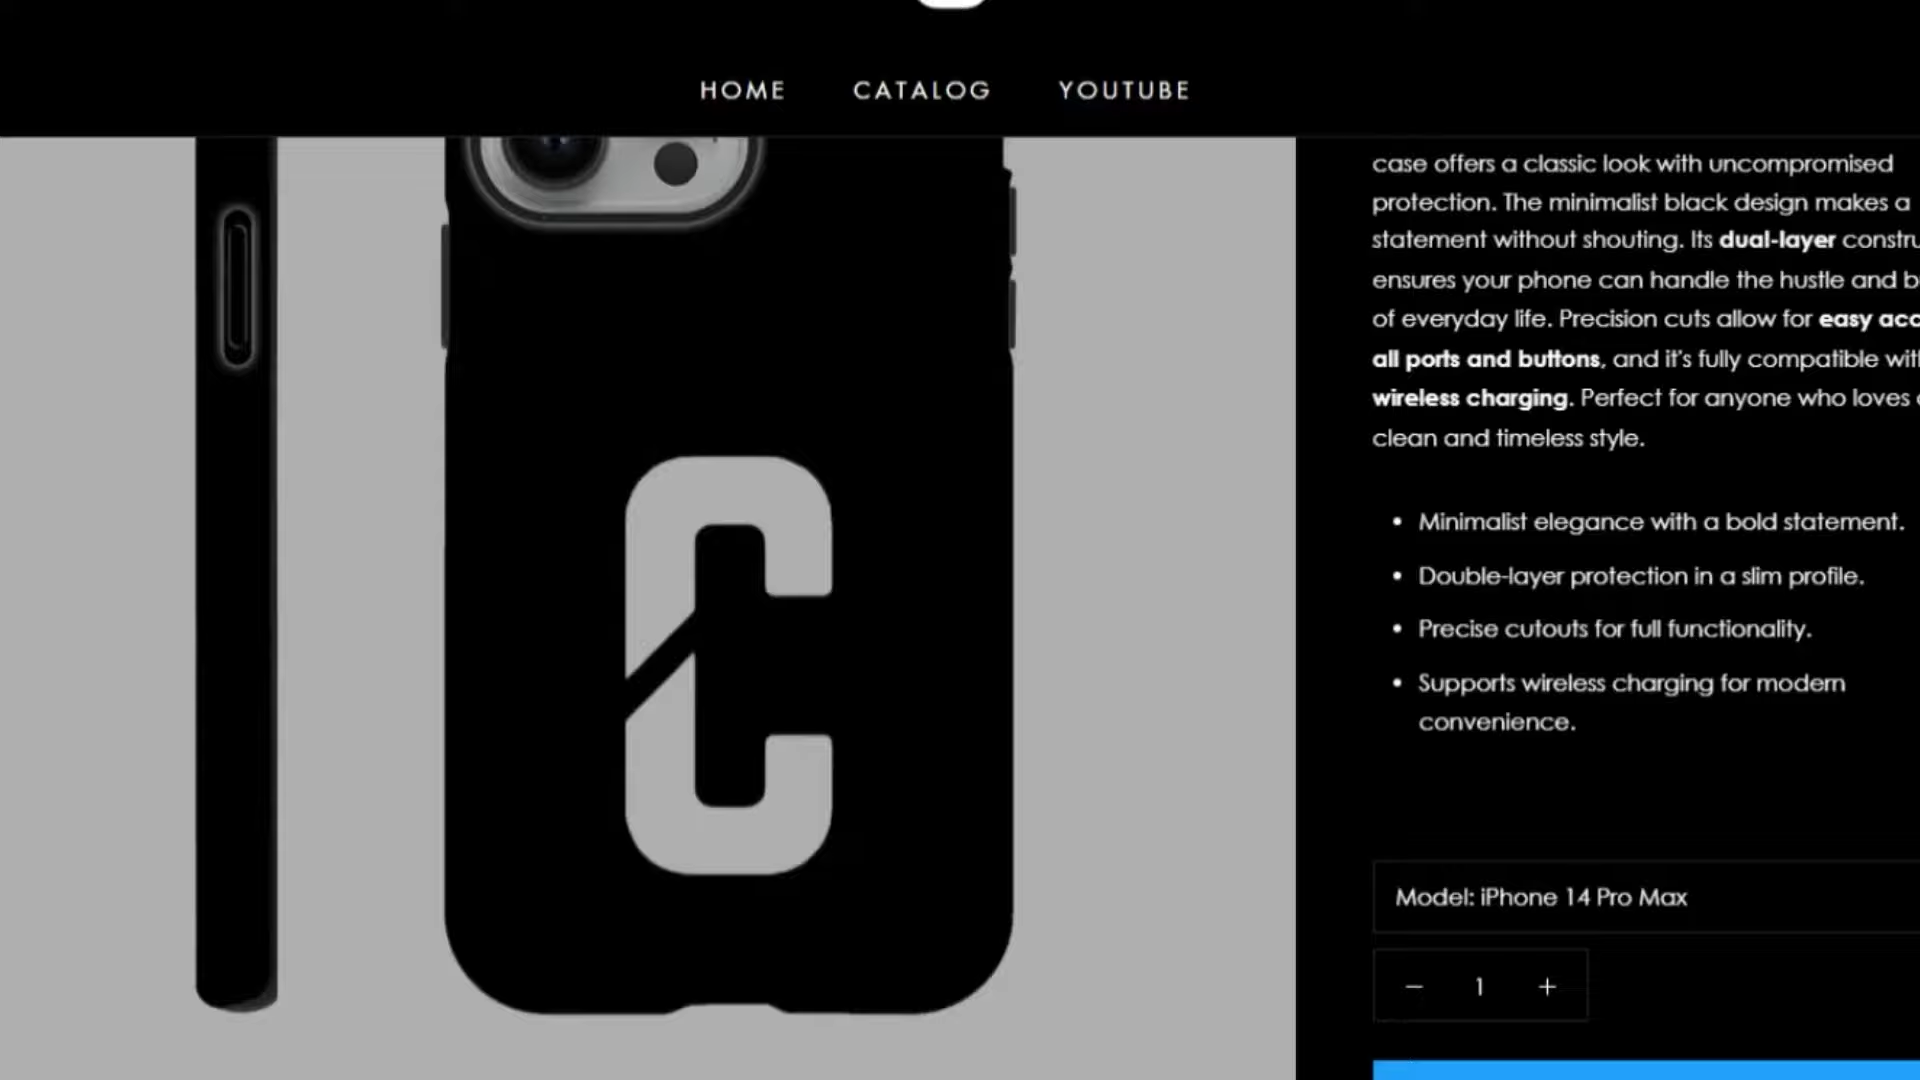 HOME CATALOG YOUTUBE
case offers a classic look with uncompromised
protection. The minimalist black design makes a
statement without shouting. Its dual-layer
ensures your phone can handle the hustle and
of everyday life. Precision cuts allow for easy
all ports and buttons, and it's fully compatible
wireless charging. Perfect for anyone who loves
clean and timeless style.
• Minimalist elegance with a bold statement.
• Double-layer protection in a slim profile.
• Precise cutouts for full functionality.
• Supports wireless charging for modern
convenience.
Model: iPhone 14 Pro Max
− 1 +